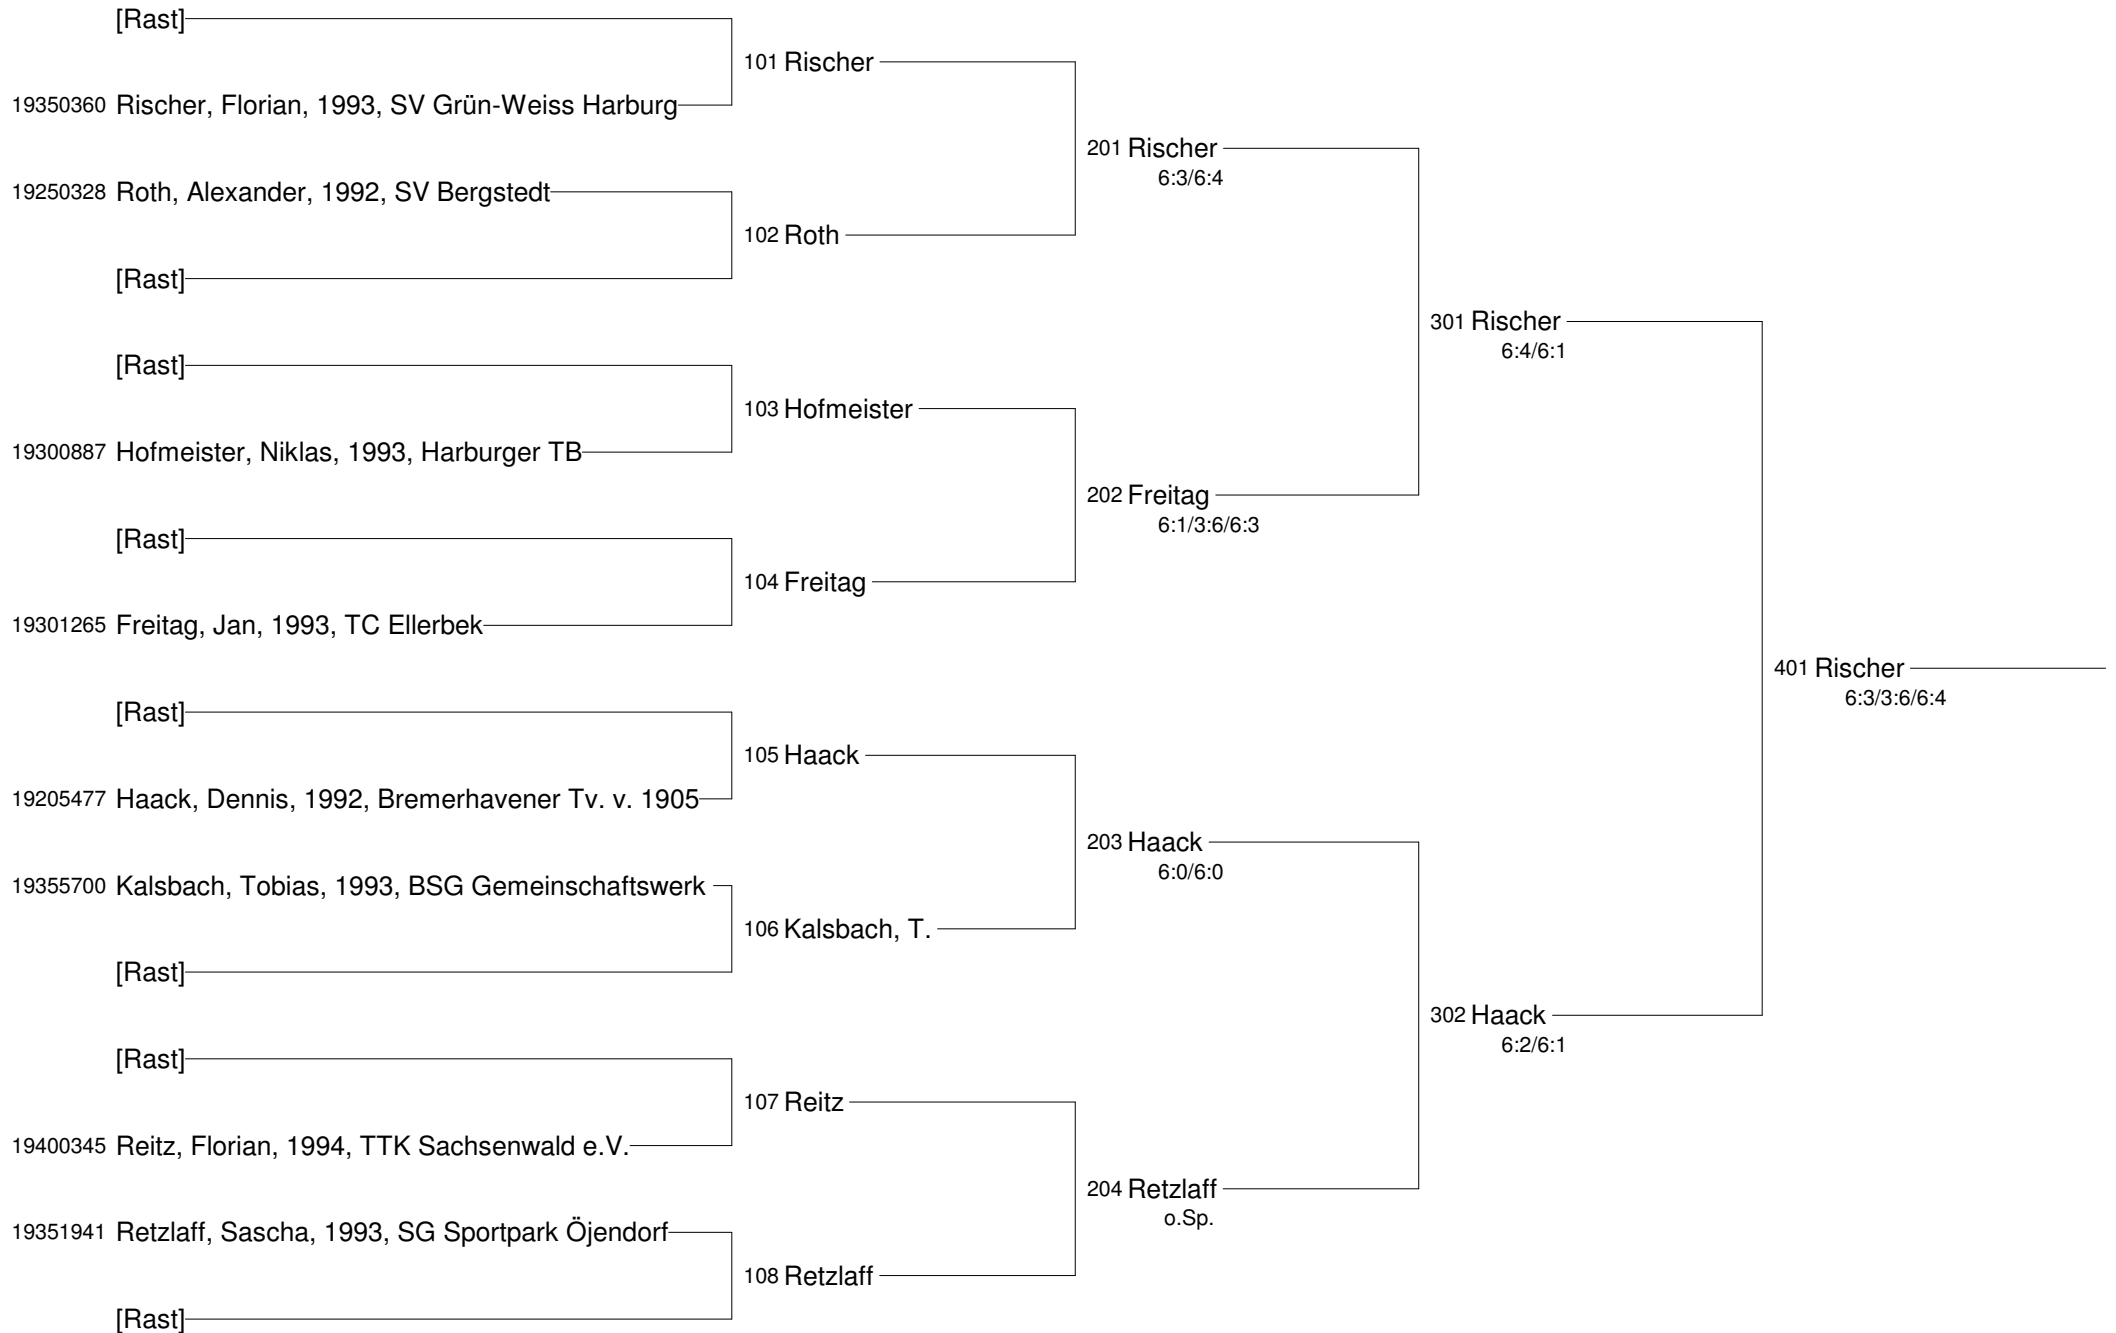 [Rast]
101 Rischer
19350360 Rischer, Florian, 1993, SV Grün-Weiss Harburg
201 Rischer
6:3/6:4
19250328 Roth, Alexander, 1992, SV Bergstedt
102 Roth
[Rast]
301 Rischer
6:4/6:1
[Rast]
103 Hofmeister
19300887 Hofmeister, Niklas, 1993, Harburger TB
202 Freitag
6:1/3:6/6:3
[Rast]
104 Freitag
19301265 Freitag, Jan, 1993, TC Ellerbek
401 Rischer
6:3/3:6/6:4
[Rast]
105 Haack
19205477 Haack, Dennis, 1992, Bremerhavener Tv. v. 1905
203 Haack
6:0/6:0
19355700 Kalsbach, Tobias, 1993, BSG Gemeinschaftswerk
106 Kalsbach, T.
[Rast]
302 Haack
6:2/6:1
[Rast]
107 Reitz
19400345 Reitz, Florian, 1994, TTK Sachsenwald e.V.
204 Retzlaff
o.Sp.
19351941 Retzlaff, Sascha, 1993, SG Sportpark Öjendorf
108 Retzlaff
[Rast]